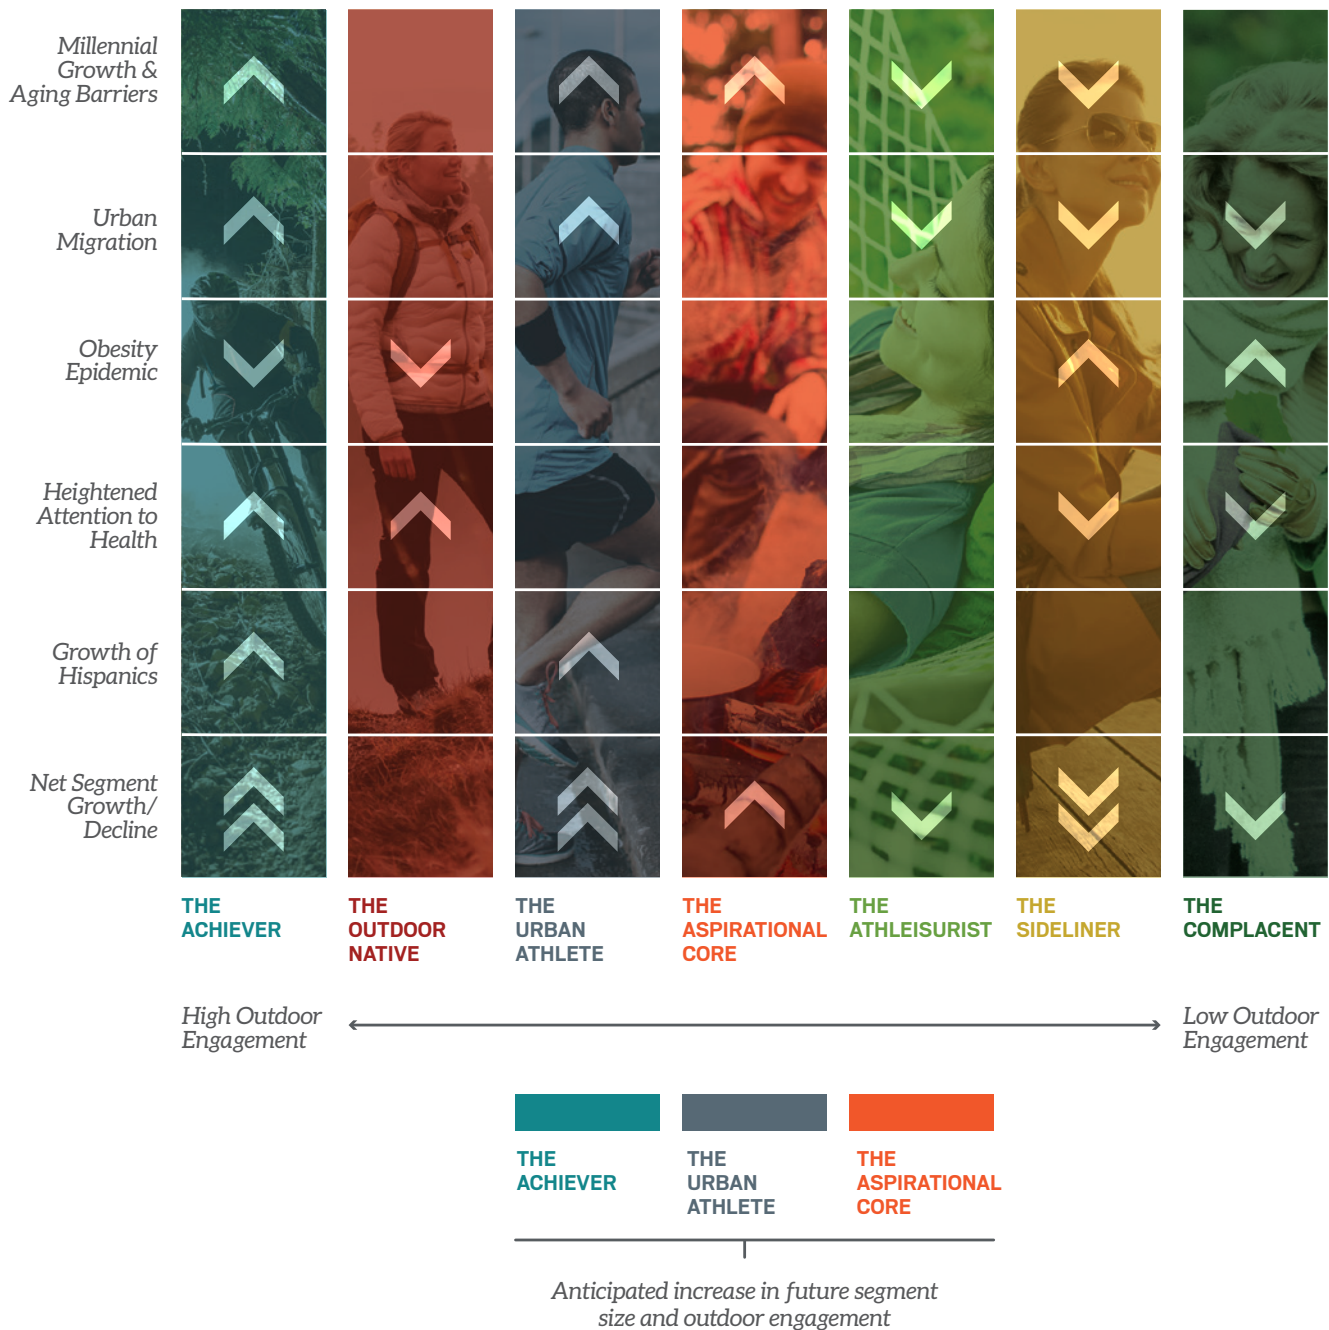 Millennial
Growth &
Aging Barriers
Urban
Migration
Obesity
Epidemic
Heightened
Attention to
Health
Growth of
Hispanics
Net Segment
Growth/
Decline
THE
ACHIEVER
THE
OUTDOOR
NATIVE
THE
URBAN
ATHLETE
THE
ASPIRATIONAL
CORE
THE
ATHLEISURIST
THE
SIDELINER
THE
COMPLACENT
High Outdoor
Engagement
Low Outdoor
Engagement
THE
ACHIEVER
THE
URBAN
ATHLETE
THE
ASPIRATIONAL
CORE
Anticipated increase in future segment
size and outdoor engagement